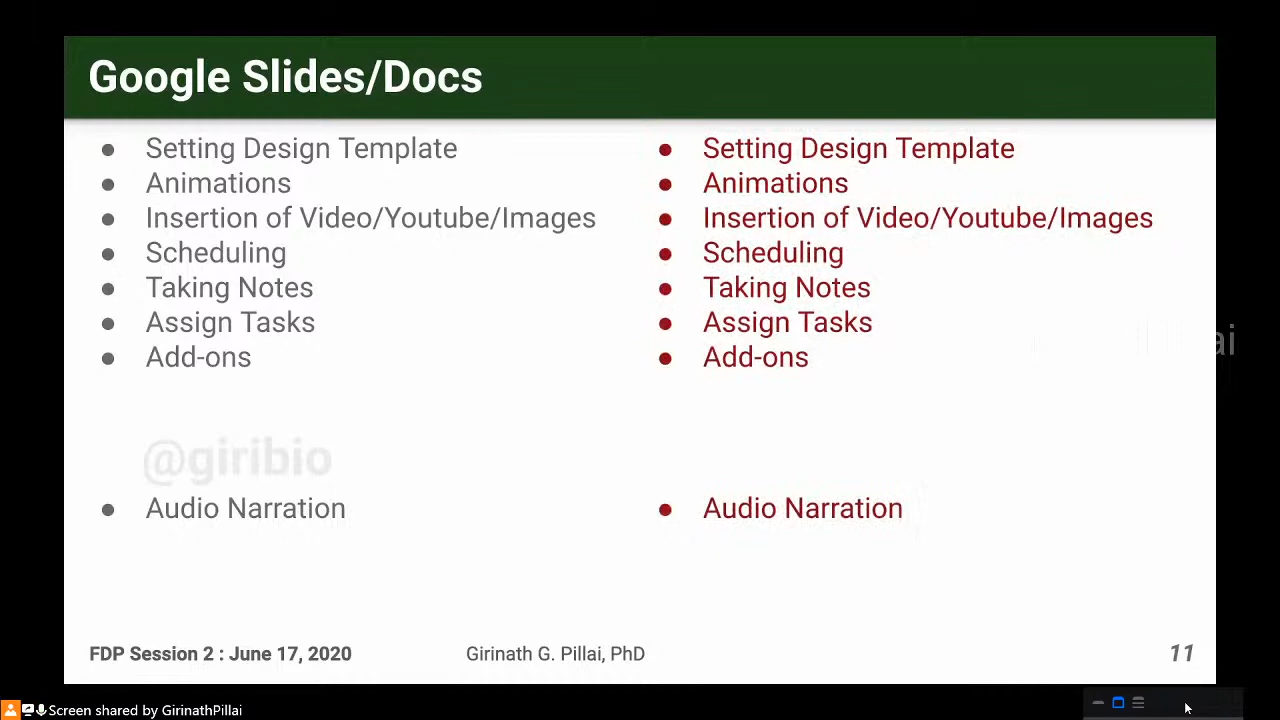 Google Slides/Docs
● Setting Design Template
● Animations
● Insertion of Video/Youtube/Images
● Scheduling
● Taking Notes
● Assign Tasks
● Add-ons
@giribio
● Audio Narration
● Setting Design Template
● Animations
● Insertion of Video/Youtube/Images
● Scheduling
● Taking Notes
● Assign Tasks
● Add-ons
● Audio Narration
FDP Session 2 : June 17, 2020
Girinath G. Pillai, PhD
11
Screen shared by GirinathPillai